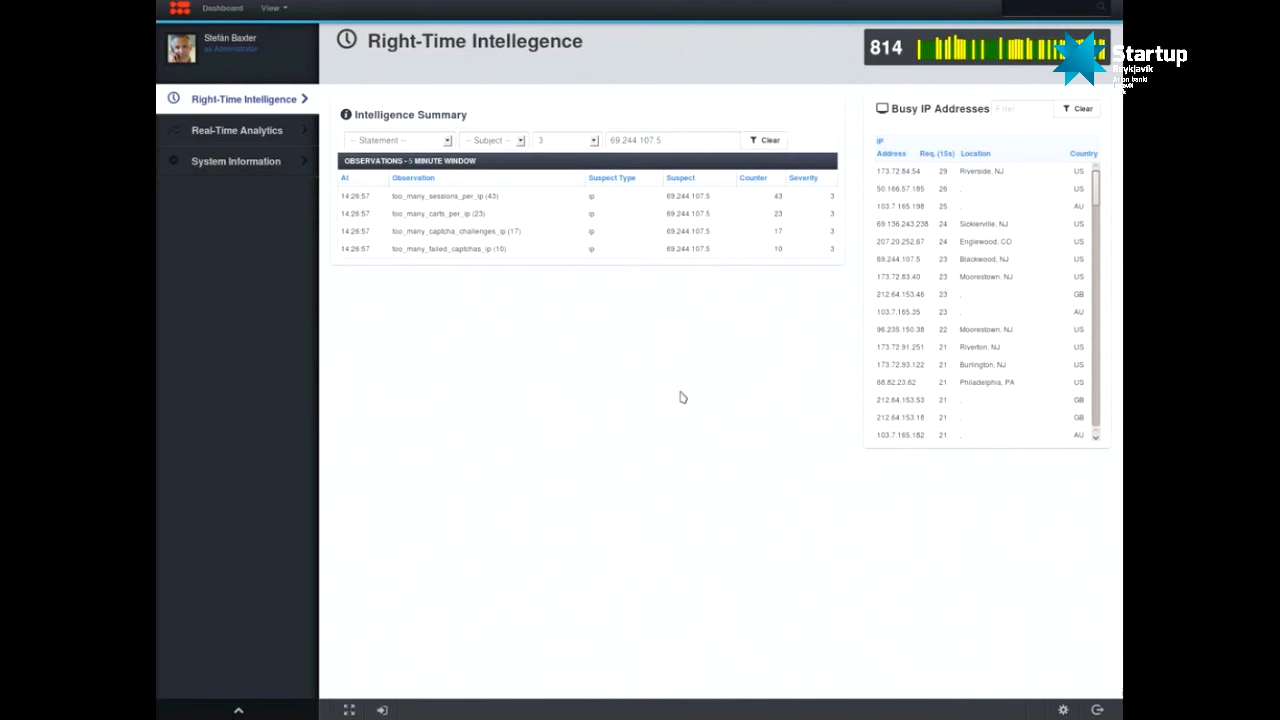 Dashboard View
Stefán Baxter
as Administrator
Right-Time Intelligence
Real-Time Analytics
System Information
Right-Time Intellegence
814
Startup
Reykjavík
Intelligence Summary
-- Statement -- -- Subject -- 3 69.244.107.5 Clear
OBSERVATIONS - 5 MINUTE WINDOW
At Observation Suspect Type Suspect Counter Severity
14:26:57 too_many_sessions_per_ip (43) ip 69.244.107.5 43 3
14:26:57 too_many_carts_per_ip (23) ip 69.244.107.5 23 3
14:26:57 too_many_captcha_challenges_ip (17) ip 69.244.107.5 17 3
14:26:57 too_many_failed_captchas_ip (10) ip 69.244.107.5 10 3
Busy IP Addresses Filter Clear
IP
Address Req. (15s) Location Country
173.72.84.54 29 Riverside, NJ US
50.166.57.185 26 . US
103.7.165.198 25 . AU
69.136.243.238 24 Sicklerville, NJ US
207.20.252.67 24 Englewood, CO US
69.244.107.5 23 Blackwood, NJ US
173.72.83.40 23 Moorestown, NJ US
212.64.153.46 23 . GB
103.7.165.35 23 . AU
96.235.150.38 22 Moorestown, NJ US
173.72.91.251 21 Riverton, NJ US
173.72.93.122 21 Burlington, NJ US
68.82.23.62 21 Philadelphia, PA US
212.64.153.53 21 . GB
212.64.153.18 21 . GB
103.7.165.182 21 . AU